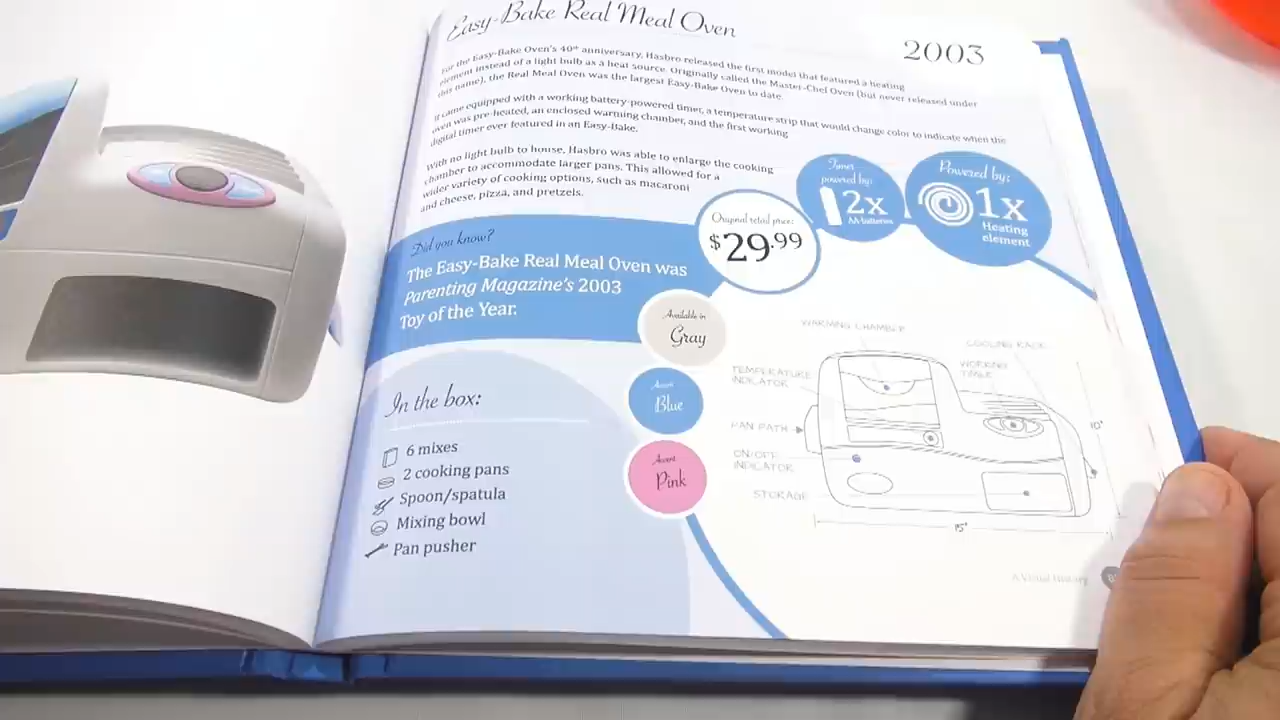 Easy-Bake Real Meal Oven
2003
For the Easy-Bake Oven's 40th anniversary, Hasbro released the first model that featured a heating
element instead of a light bulb as a heat source. Originally called the Master-Chef Oven (but never released under
this name), the Real Meal Oven was the largest Easy-Bake Oven to date.
It came equipped with a working battery-powered timer, a temperature strip that would change color to indicate when the
oven was pre-heated, an enclosed warming chamber, and the first working
digital timer ever featured in an Easy-Bake.
With no light bulb to house, Hasbro was able to enlarge the cooking
chamber to accommodate larger pans. This allowed for a
wider variety of cooking options, such as macaroni
and cheese, pizza, and pretzels.
Timer
powered by:
2x
AA batteries
Powered by:
1x
Heating
element
Original retail price:
$29.99
Did you know?
The Easy-Bake Real Meal Oven was
Parenting Magazine's 2003
Toy of the Year.
Available in
Gray
Accent
Blue
Accent
Pink
In the box:
6 mixes
2 cooking pans
Spoon/spatula
Mixing bowl
Pan pusher
WARMING CHAMBER
COOLING RACK
WORKING
TIMER
TEMPERATURE
INDICATOR
PAN PATH
ON/OFF
INDICATOR
STORAGE
10"
15"
A Visual History